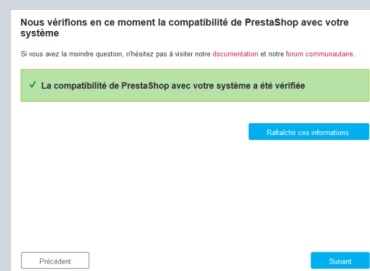 Nous vérifions en ce moment la compatibilité de PrestaShop avec votre
système
Si vous avez la moindre question, n'hésitez pas à visiter notre documentation et notre forum communautaire.
✓ La compatibilité de PrestaShop avec votre système a été vérifiée
Rafraîchir ces informations
Précédent
Suivant